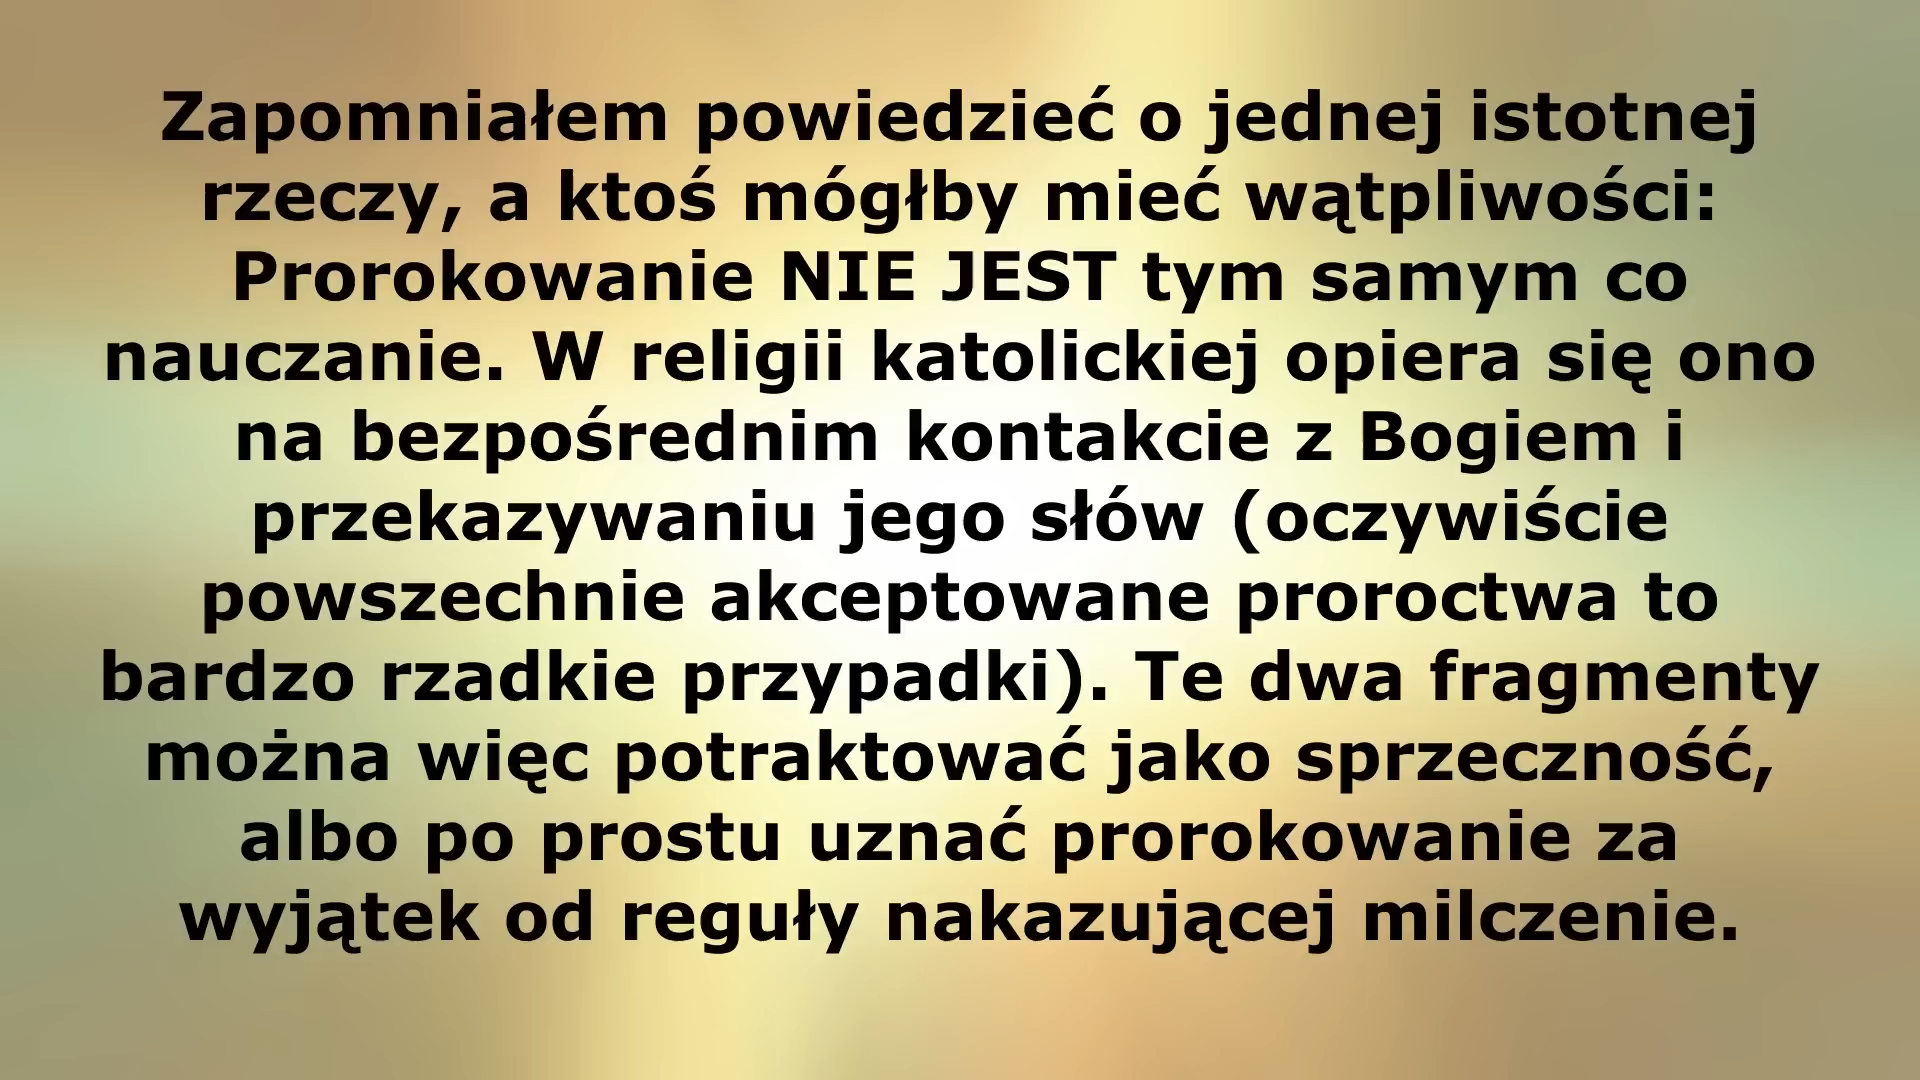 Zapomniałem powiedzieć o jednej istotnej
rzeczy, a ktoś mógłby mieć wątpliwości:
Prorokowanie NIE JEST tym samym co
nauczanie. W religii katolickiej opiera się ono
na bezpośrednim kontakcie z Bogiem i
przekazywaniu jego słów (oczywiście
powszechnie akceptowane proroctwa to
bardzo rzadkie przypadki). Te dwa fragmenty
można więc potraktować jako sprzeczność,
albo po prostu uznać prorokowanie za
wyjątek od reguły nakazującej milczenie.